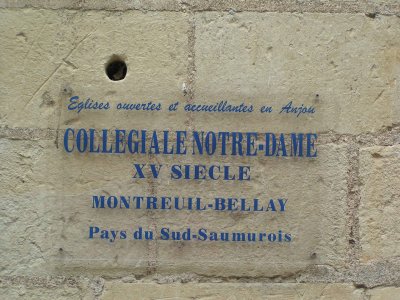 Eglises ouvertes et accueillantes en Anjou
COLLEGIALE NOTRE-DAME
XV SIECLE
MONTREUIL-BELLAY
Pays du Sud-Saumurois